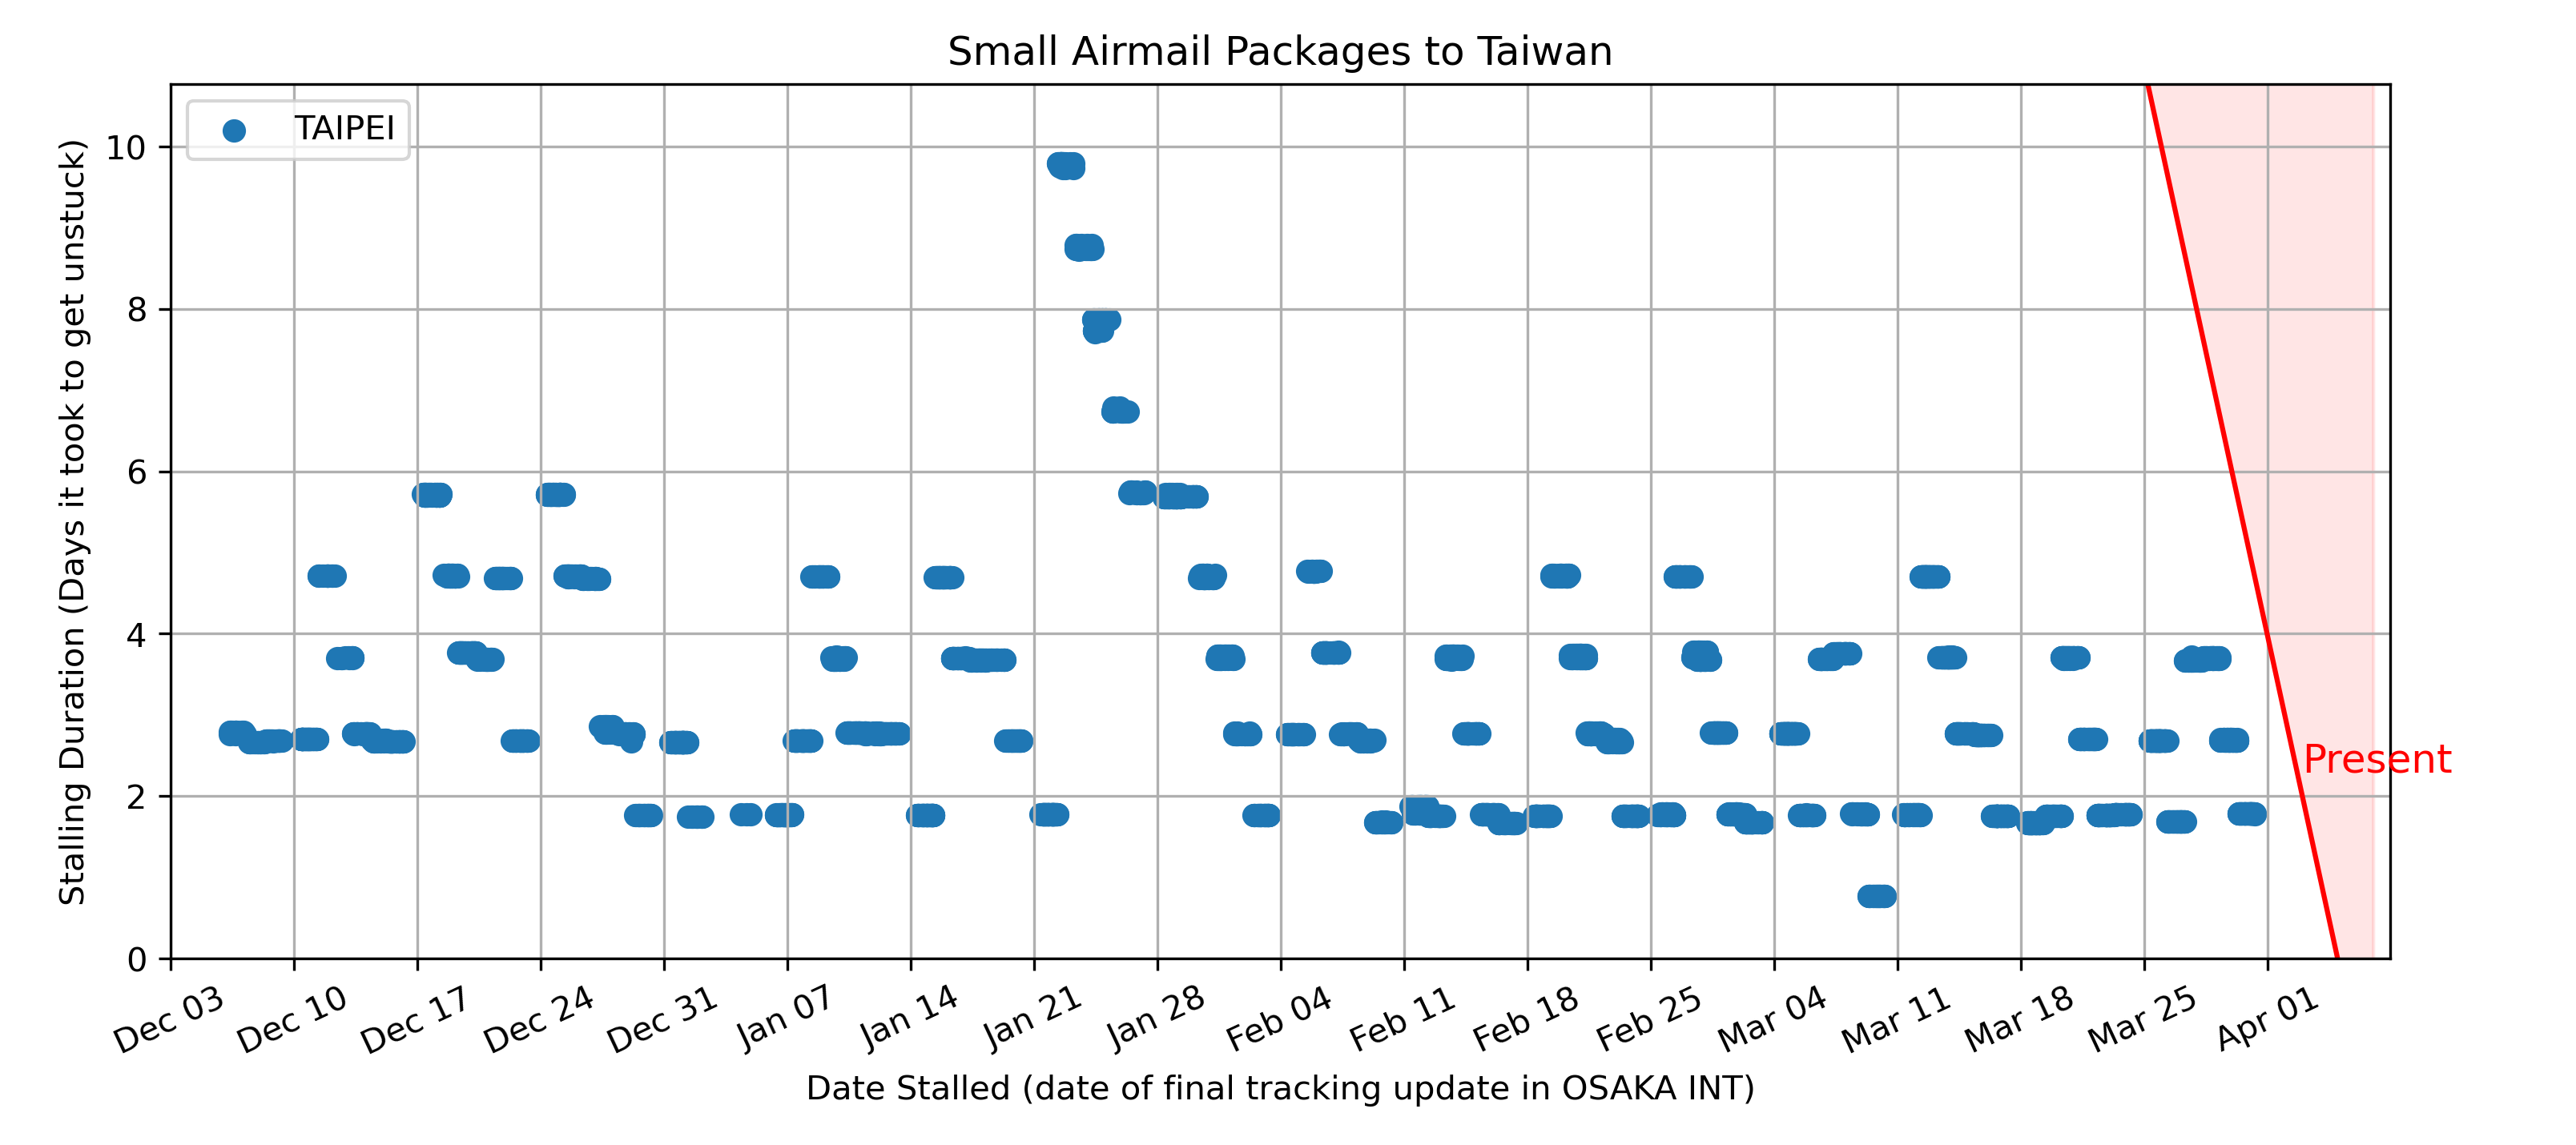 Small Airmail Packages to Taiwan
TAIPEI
Stalling Duration (Days it took to get unstuck)
10
8
6
4
2
0
Present
Dec 03
Dec 10
Dec 17
Dec 24
Dec 31
Jan 07
Jan 14
Jan 21
Jan 28
Feb 04
Feb 11
Feb 18
Feb 25
Mar 04
Mar 11
Mar 18
Mar 25
Apr 01
Date Stalled (date of final tracking update in OSAKA INT)